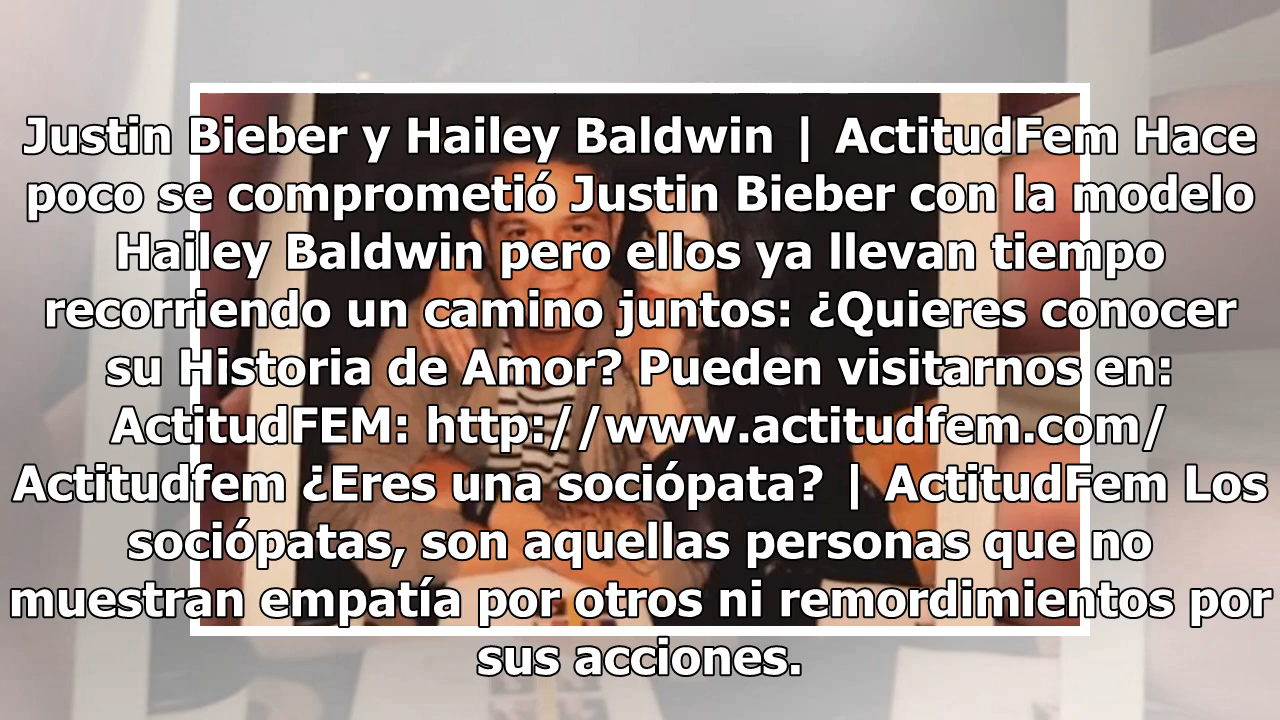 Justin Bieber y Hailey Baldwin | ActitudFem Hace
poco se comprometió Justin Bieber con la modelo
Hailey Baldwin pero ellos ya llevan tiempo
recorriendo un camino juntos: ¿Quieres conocer
su Historia de Amor? Pueden visitarnos en:
ActitudFEM: http://www.actitudfem.com/
Actitudfem ¿Eres una sociópata? | ActitudFem Los
sociópatas, son aquellas personas que no
muestran empatía por otros ni remordimientos por
sus acciones.